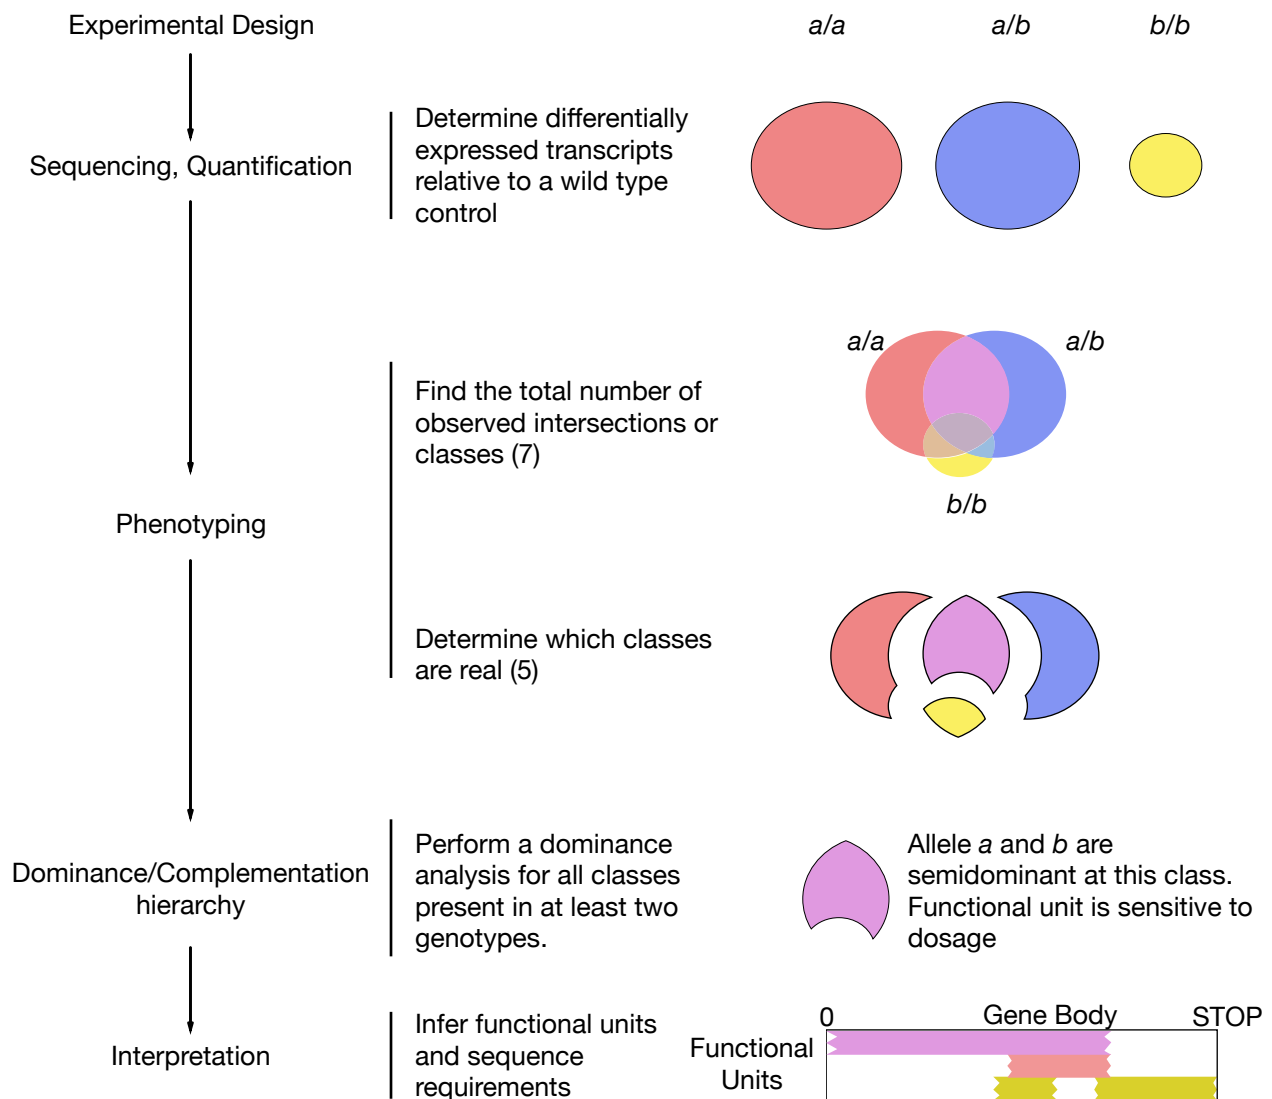 Experimental Design
a/a
a/b
b/b
Sequencing, Quantification
Determine differentially
expressed transcripts
relative to a wild type
control
Phenotyping
Find the total number of
observed intersections or
classes (7)
a/a
a/b
b/b
Determine which classes
are real (5)
Dominance/Complementation
hierarchy
Perform a dominance
analysis for all classes
present in at least two
genotypes.
Allele a and b are
semidominant at this class.
Functional unit is sensitive to
dosage
Interpretation
Infer functional units
and sequence
requirements
0
Gene Body
STOP
Functional
Units